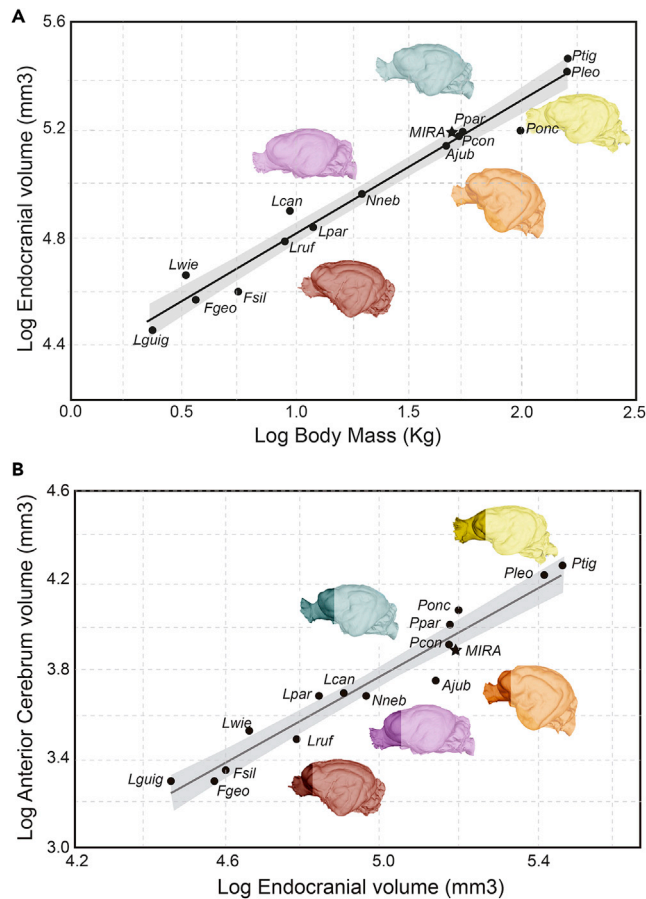 A
Log Endocranial volume (mm3)
5.6
5.2
4.8
4.4
Ptig
Pleo
Ppar
MIRA
Pcon
Ponc
Ajub
Nneb
Lcan
Lpar
Lruf
Lwie
Fsil
Fgeo
Lguig
0.0 0.5 1.0 1.5 2.0 2.5
Log Body Mass (Kg)
B
Log Anterior Cerebrum volume (mm3)
4.6
4.2
3.8
3.4
3.0
Ptig
Pleo
Ponc
Ppar
Pcon
MIRA
Ajub
Lcan
Lpar
Nneb
Lwie
Lruf
Lguig
Fsil
Fgeo
4.2 4.6 5.0 5.4
Log Endocranial volume (mm3)